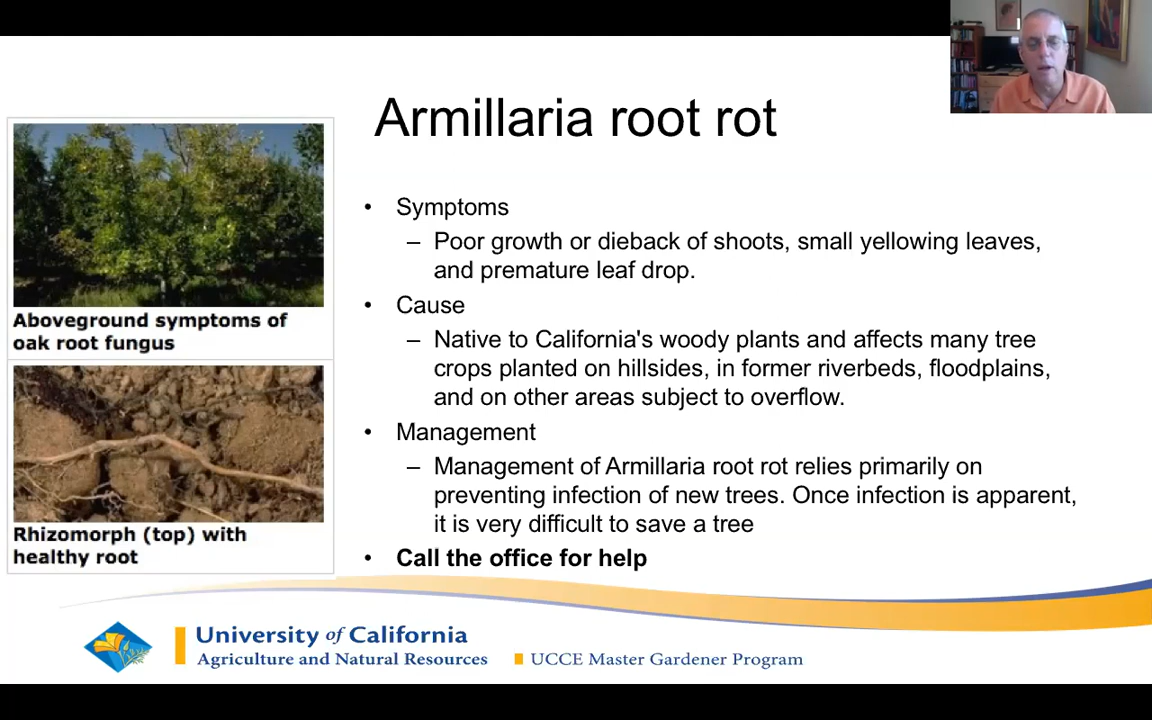 Armillaria root rot
Aboveground symptoms of
oak root fungus
Rhizomorph (top) with
healthy root
• Symptoms
– Poor growth or dieback of shoots, small yellowing leaves,
and premature leaf drop.
• Cause
– Native to California's woody plants and affects many tree
crops planted on hillsides, in former riverbeds, floodplains,
and on other areas subject to overflow.
• Management
– Management of Armillaria root rot relies primarily on
preventing infection of new trees. Once infection is apparent,
it is very difficult to save a tree
• Call the office for help
University of California
Agriculture and Natural Resources
UCCE Master Gardener Program